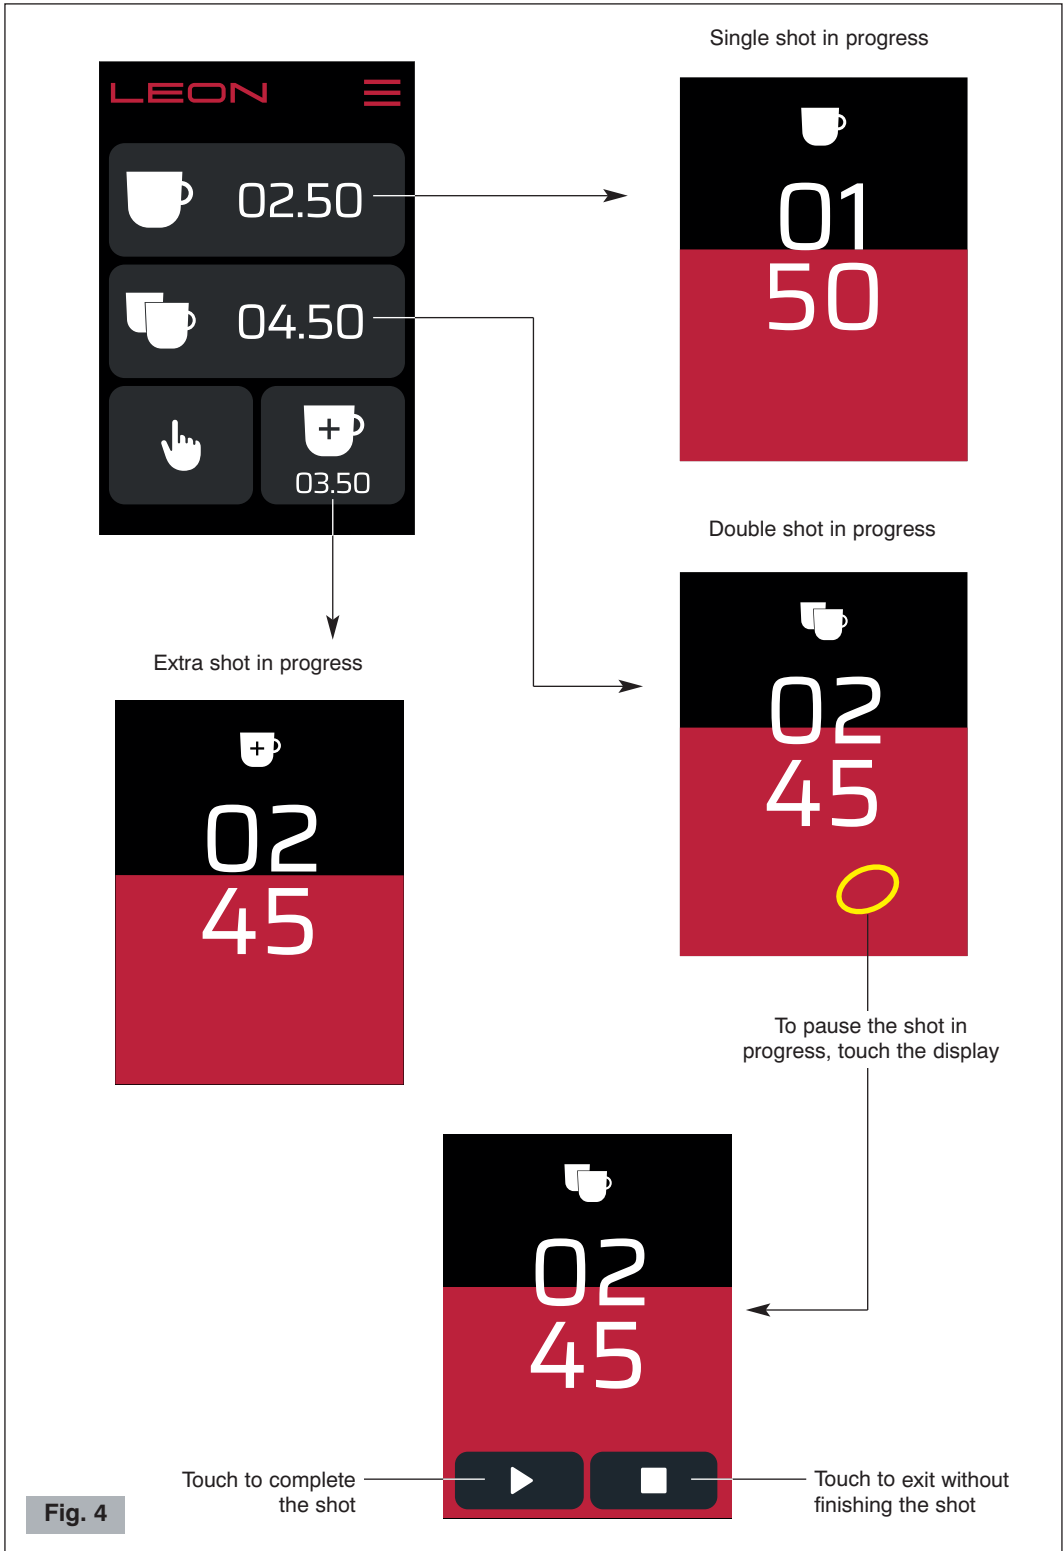 Single shot in progress
LEON
02.50
01
50
04.50
+
03.50
Double shot in progress
Extra shot in progress
02
45
+
02
45
To pause the shot in
progress, touch the display
02
45
Touch to complete
the shot
Touch to exit without
finishing the shot
Fig. 4